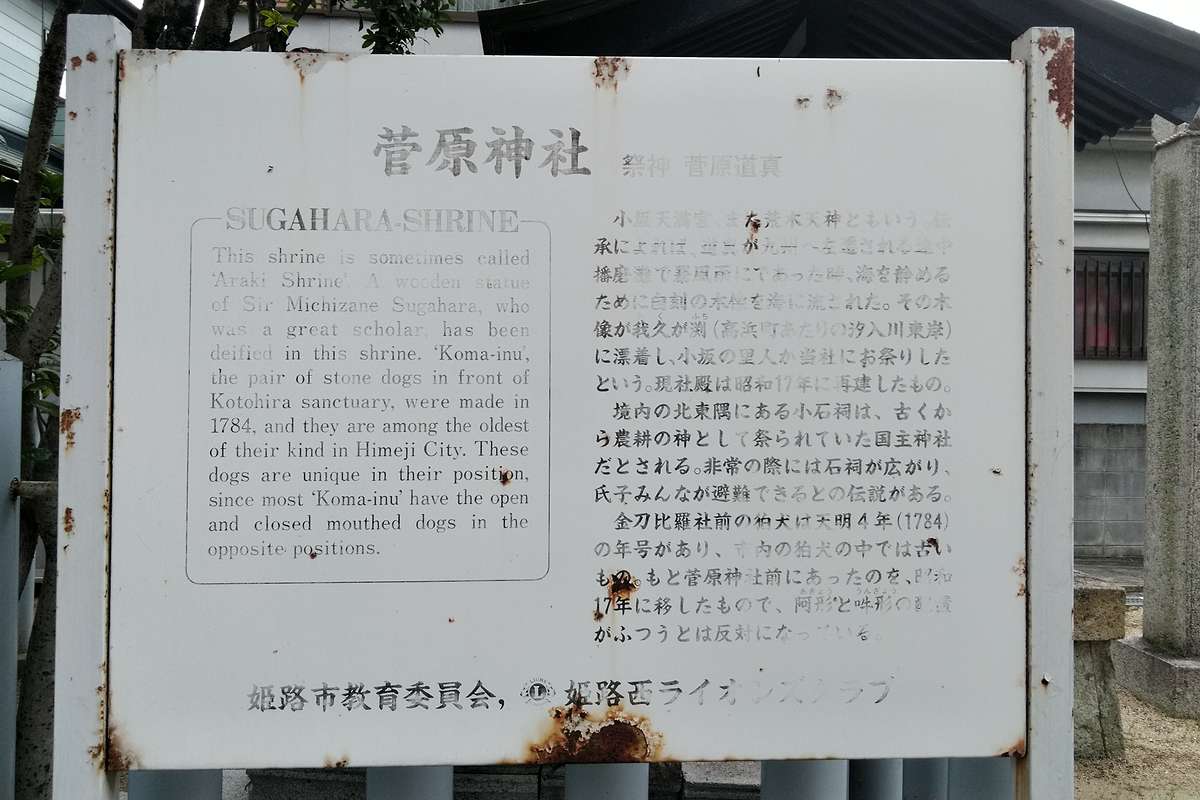 菅原神社 祭神 菅原道真
SUGAHARA-SHRINE
This shrine is sometimes called
'Araki Shrine'. A wooden statue
of Sir Michizane Sugahara, who
was a great scholar, has been
deified in this shrine. 'Koma-inu',
the pair of stone dogs in front of
Kotohira sanctuary, were made in
1784, and they are among the oldest
of their kind in Himeji City. These
dogs are unique in their position,
since most 'Koma-inu' have the open
and closed mouthed dogs in the
opposite positions.
小坂天満宮、また荒木天神ともいう。伝
承によれば、道真が九州へ左遷される途中
播磨灘で暴風雨にであった時、海を静める
ために自刻の木像を海に流された。その木
像が我久が渕(高浜町あたりの汐入川東岸)
に漂着し、小坂の里人が当社にお祭りした
という。現社殿は昭和17年に再建したもの。
境内の北東隅にある小石祠は、古くか
ら農耕の神として祭られていた国主神社
だとされる。非常の際には石祠が広がり、
氏子みんなが避難できるとの伝説がある。
金刀比羅社前の狛犬は天明4年(1784)
の年号があり、市内の狛犬の中では古い
もの。もと菅原神社前にあったのを、昭和
17年に移したもので、阿形と吽形の配置
がふつうとは反対になっている。
姫路市教育委員会, L 姫路西ライオンズクラブ